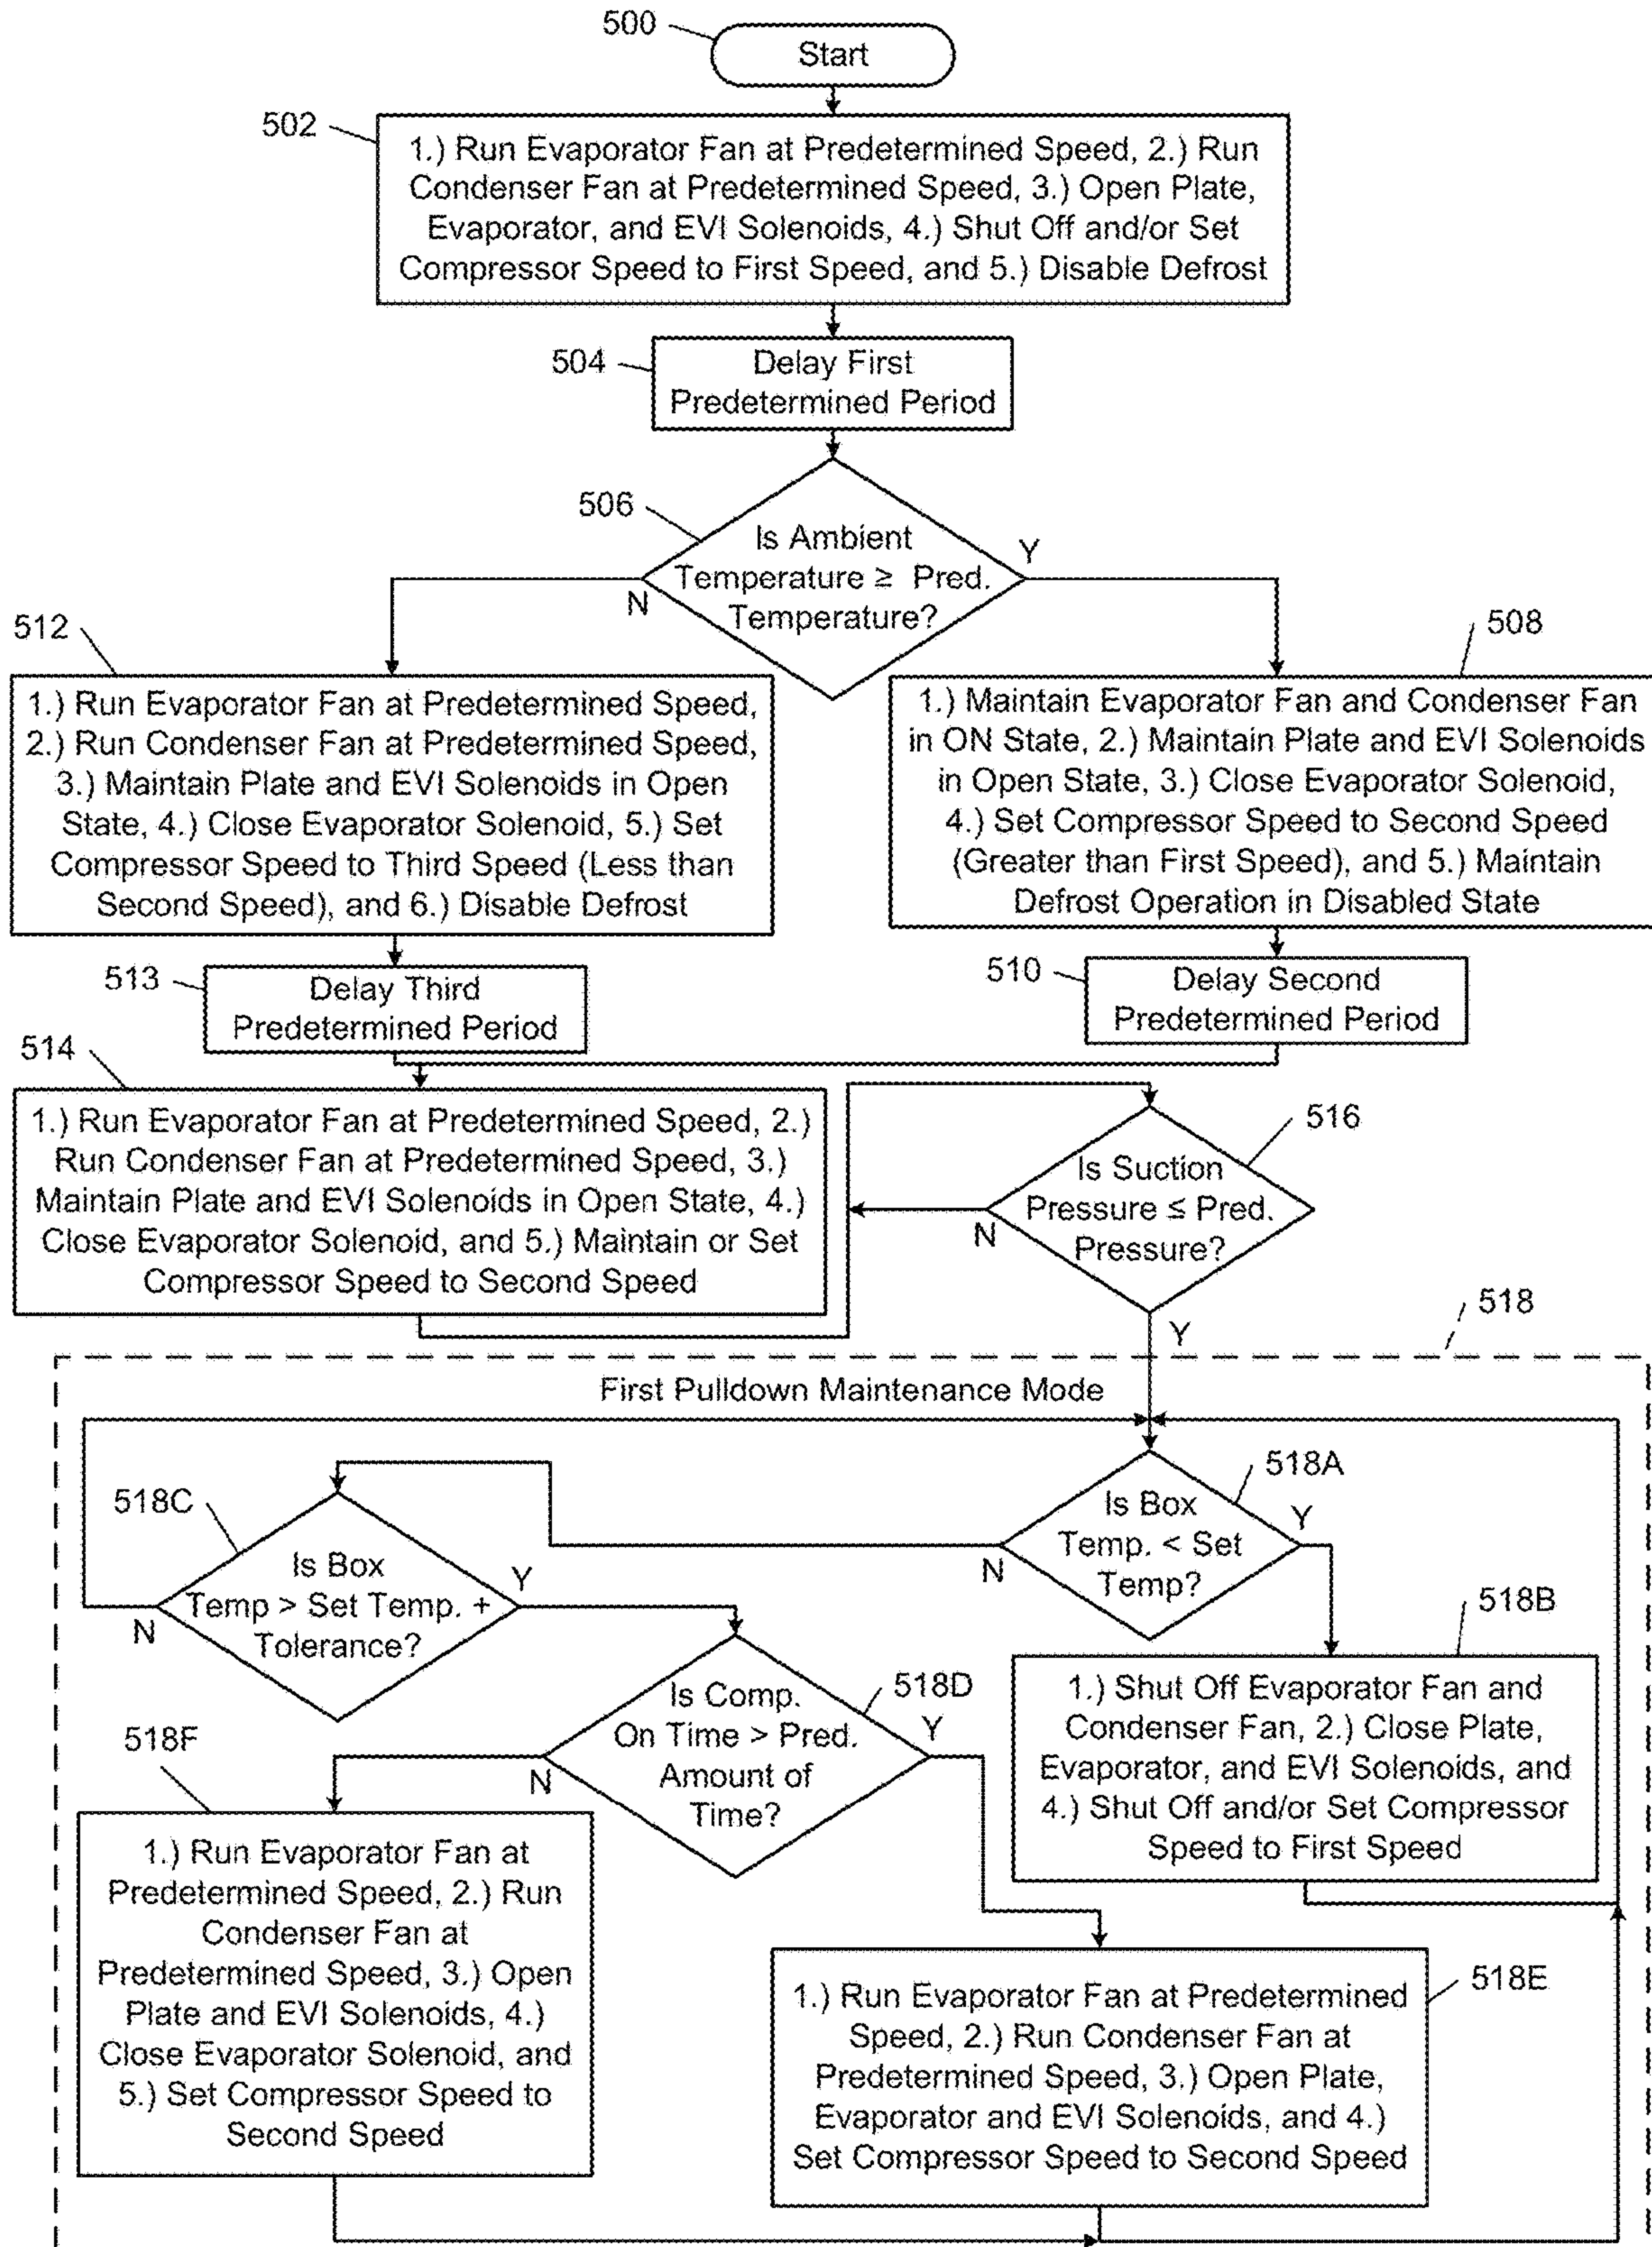 500
Start
502
1.) Run Evaporator Fan at Predetermined Speed, 2.) Run
Condenser Fan at Predetermined Speed, 3.) Open Plate,
Evaporator, and EVI Solenoids, 4.) Shut Off and/or Set
Compressor Speed to First Speed, and 5.) Disable Defrost
504
Delay First
Predetermined Period
506
Is Ambient
Temperature ≥ Pred.
Temperature?
Y
N
512
1.) Run Evaporator Fan at Predetermined Speed,
2.) Run Condenser Fan at Predetermined Speed,
3.) Maintain Plate and EVI Solenoids in Open
State, 4.) Close Evaporator Solenoid, 5.) Set
Compressor Speed to Third Speed (Less than
Second Speed), and 6.) Disable Defrost
508
1.) Maintain Evaporator Fan and Condenser Fan
in ON State, 2.) Maintain Plate and EVI Solenoids
in Open State, 3.) Close Evaporator Solenoid,
4.) Set Compressor Speed to Second Speed
(Greater than First Speed), and 5.) Maintain
Defrost Operation in Disabled State
513
Delay Third
Predetermined Period
510
Delay Second
Predetermined Period
514
1.) Run Evaporator Fan at Predetermined Speed, 2.)
Run Condenser Fan at Predetermined Speed, 3.)
Maintain Plate and EVI Solenoids in Open State, 4.)
Close Evaporator Solenoid, and 5.) Maintain or Set
Compressor Speed to Second Speed
516
Is Suction
Pressure ≤ Pred.
Pressure?
N
Y
518
First Pulldown Maintenance Mode
518A
Is Box
Temp. < Set
Temp?
Y
N
518C
Is Box
Temp > Set Temp. +
Tolerance?
Y
N
518B
1.) Shut Off Evaporator Fan and
Condenser Fan, 2.) Close Plate,
Evaporator, and EVI Solenoids, and
4.) Shut Off and/or Set Compressor
Speed to First Speed
518D
Is Comp.
On Time > Pred.
Amount of
Time?
Y
N
518F
1.) Run Evaporator Fan at
Predetermined Speed, 2.) Run
Condenser Fan at
Predetermined Speed, 3.) Open
Plate and EVI Solenoids, 4.)
Close Evaporator Solenoid, and
5.) Set Compressor Speed to
Second Speed
518E
1.) Run Evaporator Fan at Predetermined
Speed, 2.) Run Condenser Fan at
Predetermined Speed, 3.) Open Plate,
Evaporator and EVI Solenoids, and 4.)
Set Compressor Speed to Second Speed